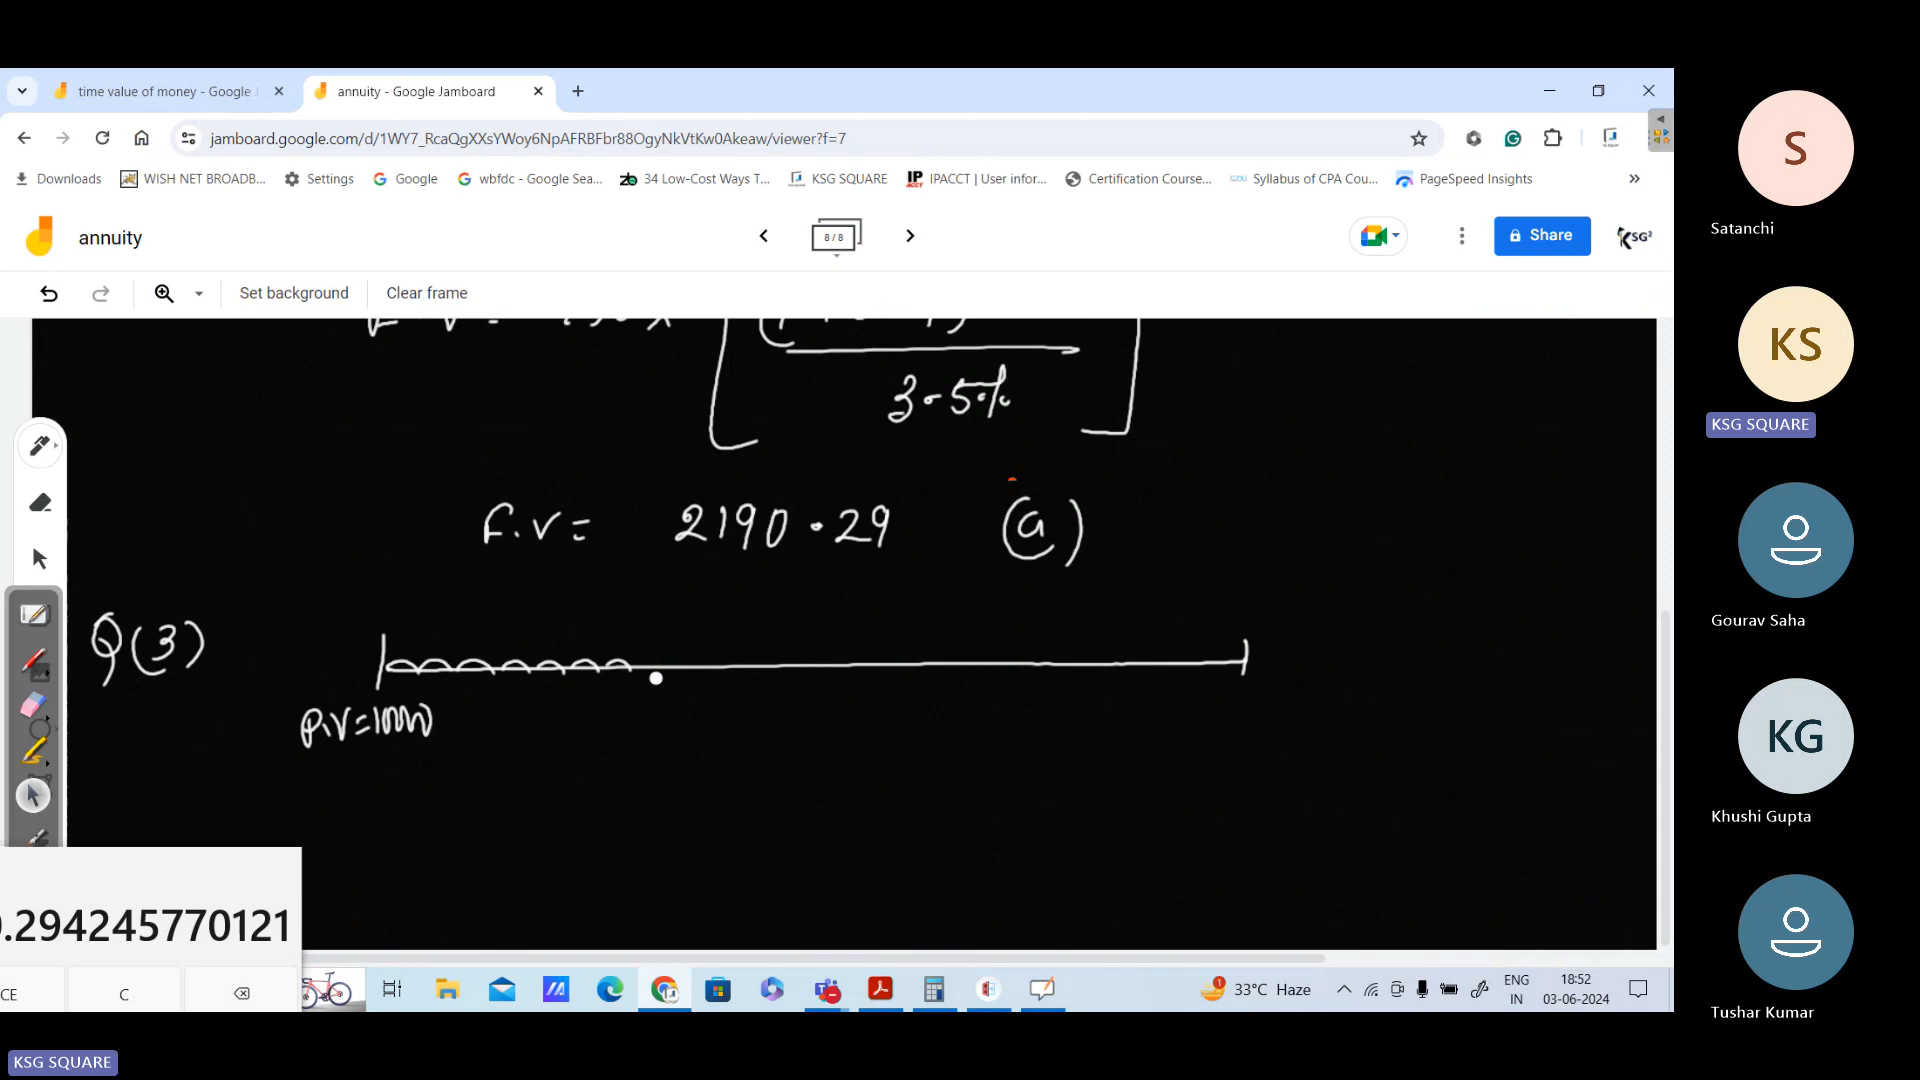 time value of money - Google J
annuity - Google Jamboard
jamboard.google.com/d/1WY7_RcaQgXXsYWoy6NpAFRBFbr88OgyNkVtKw0Akeaw/viewer?f=7
Downloads
WISH NET BROADB...
Settings
Google
wbfdc - Google Sea...
34 Low-Cost Ways T...
KSG SQUARE
IPACCT | User infor...
Certification Course...
Syllabus of CPA Cou...
PageSpeed Insights
»
annuity
8 / 8
Share
KSG²
Set background
Clear frame
3.5%
F.V = 2190.29 (a)
Q(3)
P.V = 10000
.294245770121
CE
C
33°C Haze
ENG
IN
18:52
03-06-2024
S
Satanchi
KS
KSG SQUARE
Gourav Saha
KG
Khushi Gupta
Tushar Kumar
KSG SQUARE